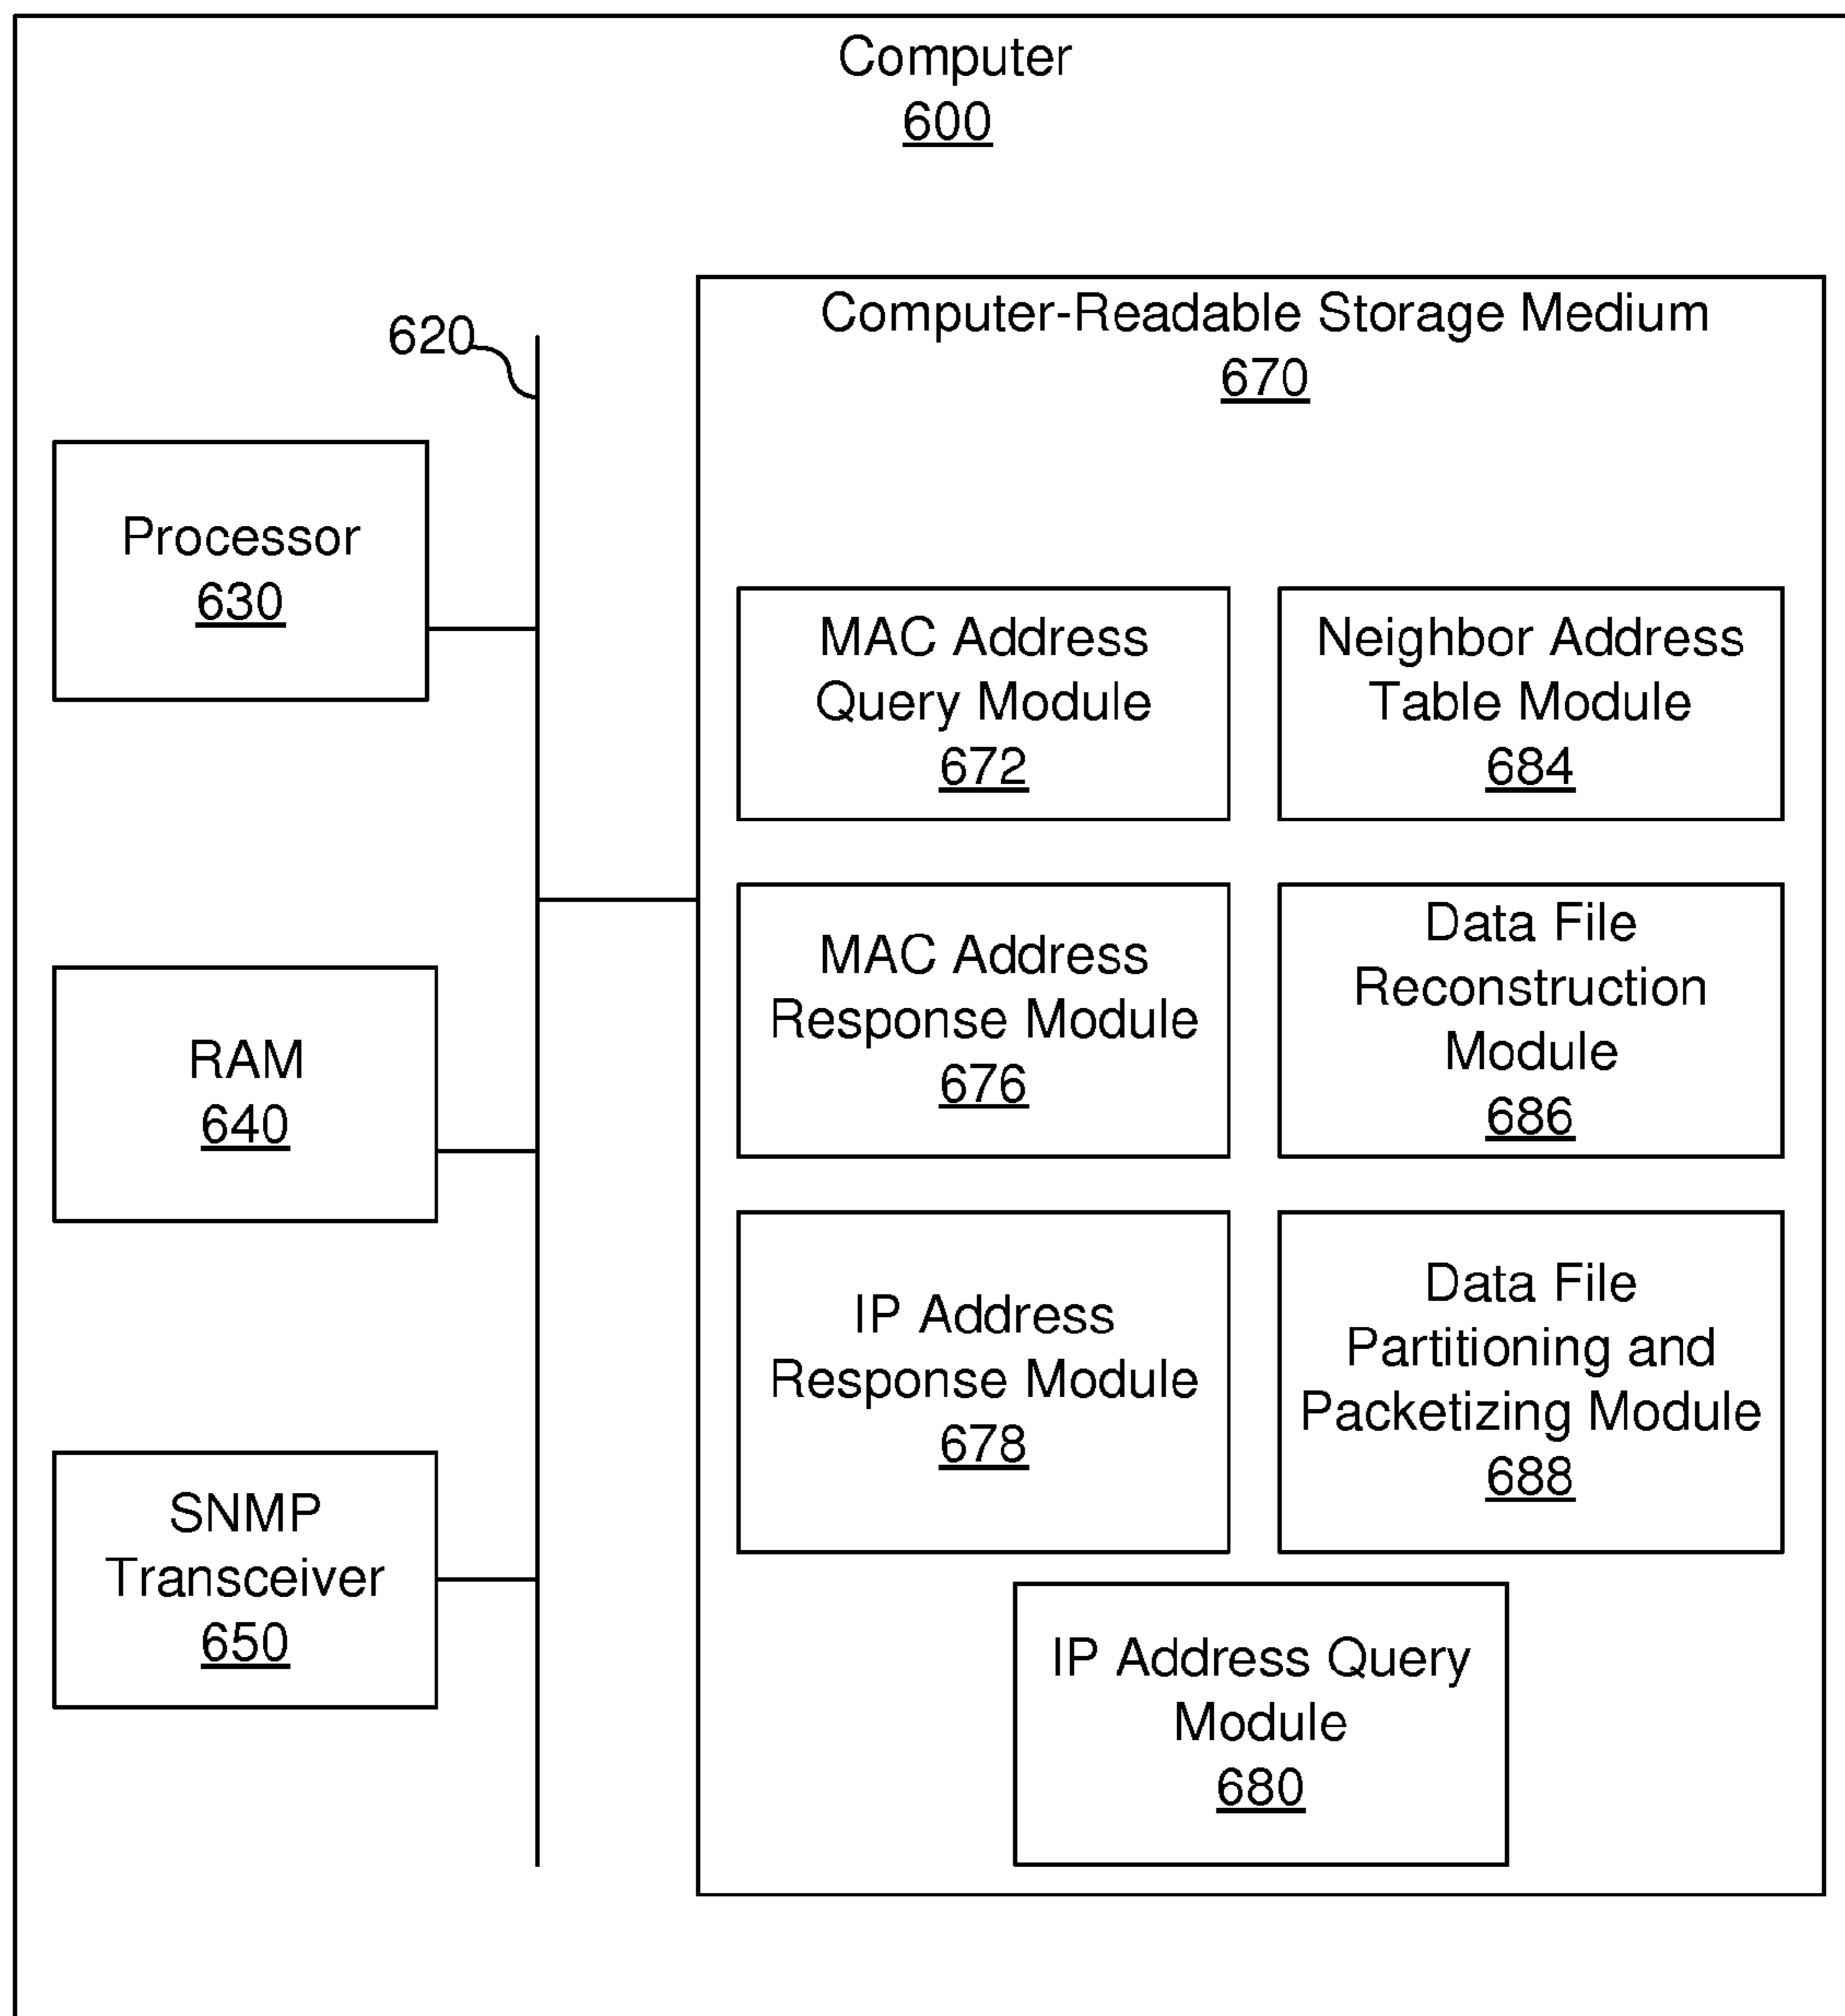 Computer
600
620
Processor
630
RAM
640
SNMP
Transceiver
650
Computer-Readable Storage Medium
670
MAC Address
Query Module
672
Neighbor Address
Table Module
684
MAC Address
Response Module
676
Data File
Reconstruction
Module
686
IP Address
Response Module
678
Data File
Partitioning and
Packetizing Module
688
IP Address Query
Module
680